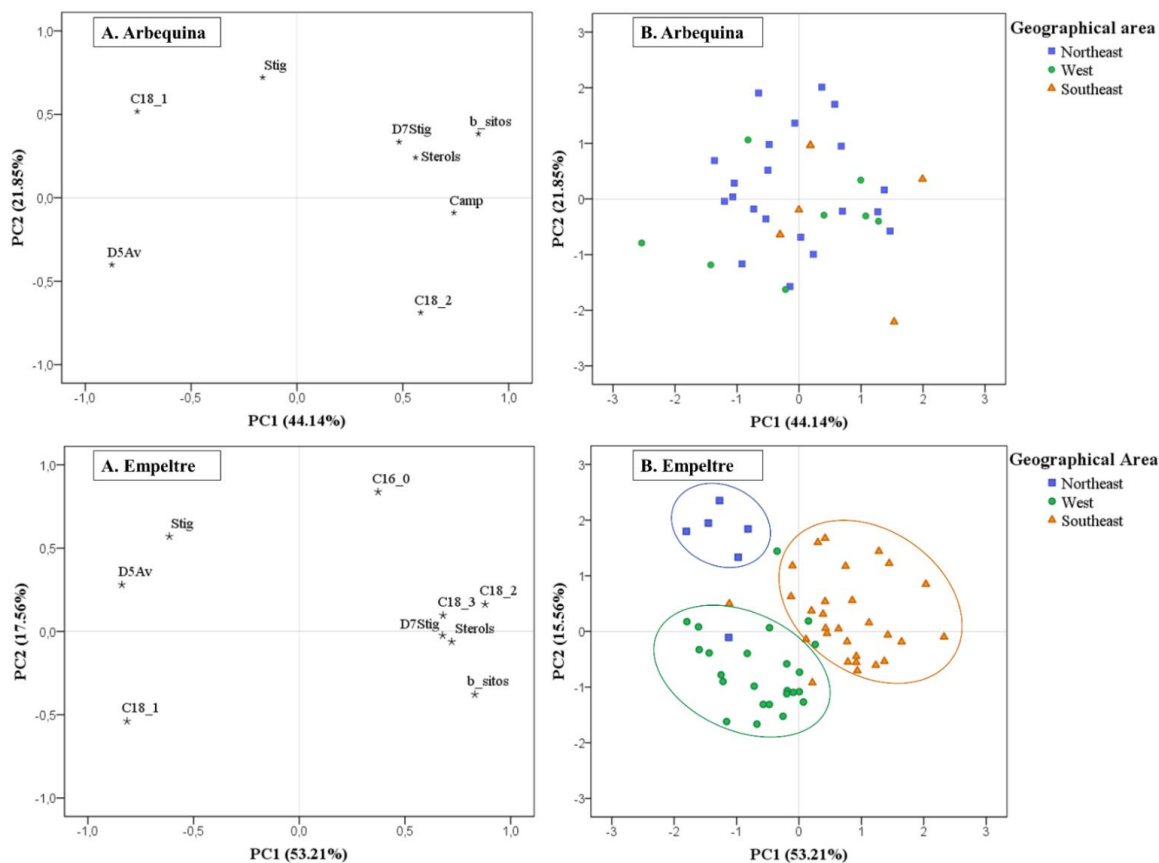 A. Arbequina
PC2 (21.85%)
1,0
0,5
0,0
-0,5
-1,0
Stig
C18_1
D7Stig
b_sitos
Sterols
Camp
D5Av
C18_2
-1,0
-0,5
0,0
0,5
1,0
PC1 (44.14%)
B. Arbequina
PC2 (21.85%)
3
2
1
0
-1
-2
-3
-3
-2
-1
0
1
2
3
PC1 (44.14%)
Geographical area
Northeast
West
Southeast
A. Empeltre
PC2 (17.56%)
1,0
0,5
0,0
-0,5
-1,0
C16_0
Stig
D5Av
C18_3
C18_2
D7Stig
Sterols
b_sitos
C18_1
-1,0
-0,5
0,0
0,5
1,0
PC1 (53.21%)
B. Empeltre
PC2 (15.56%)
3
2
1
0
-1
-2
-3
-3
-2
-1
0
1
2
3
PC1 (53.21%)
Geographical Area
Northeast
West
Southeast